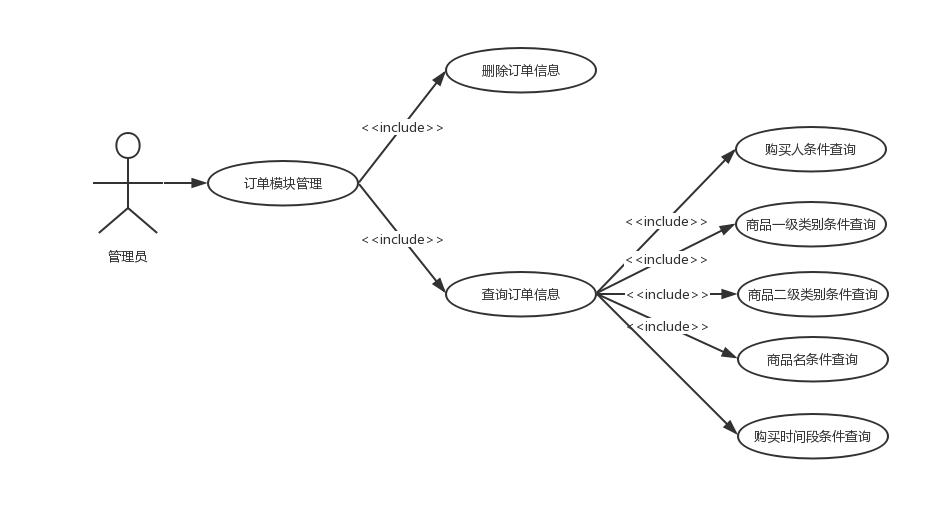 删除订单信息
<<include>>
购买人条件查询
订单模块管理
<<include>>
商品一级类别条件查询
<<include>>
管理员
<<include>>
查询订单信息
<<include>>
商品二级类别条件查询
<<include>>
商品名条件查询
购买时间段条件查询